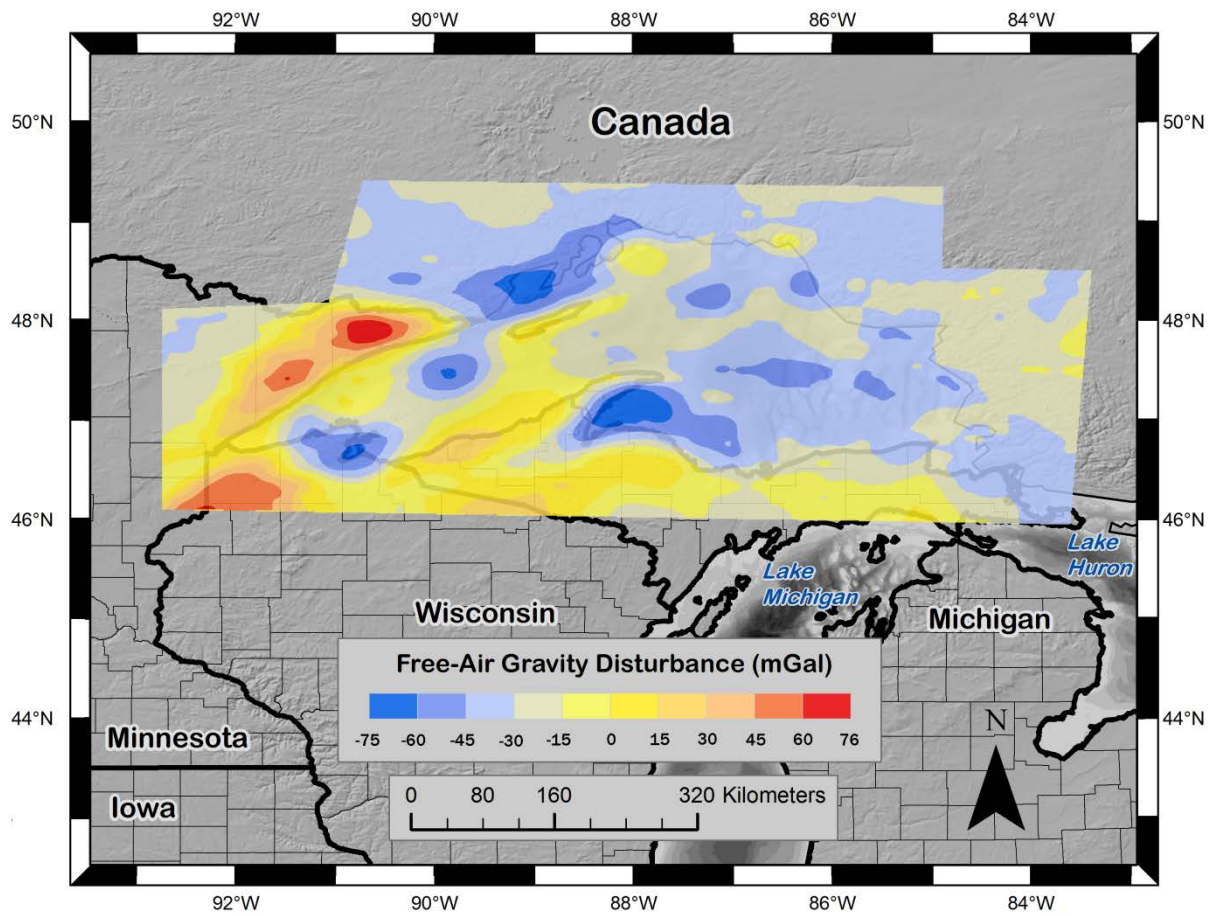 92°W 90°W 88°W 86°W 84°W
50°N 50°N
Canada
48°N 48°N
46°N 46°N
Lake
Huron
Lake
Michigan
Wisconsin
Michigan
Free-Air Gravity Disturbance (mGal)
-75 -60 -45 -30 -15 0 15 30 45 60 76
N
44°N 44°N
Minnesota
Iowa
0 80 160 320 Kilometers
92°W 90°W 88°W 86°W 84°W